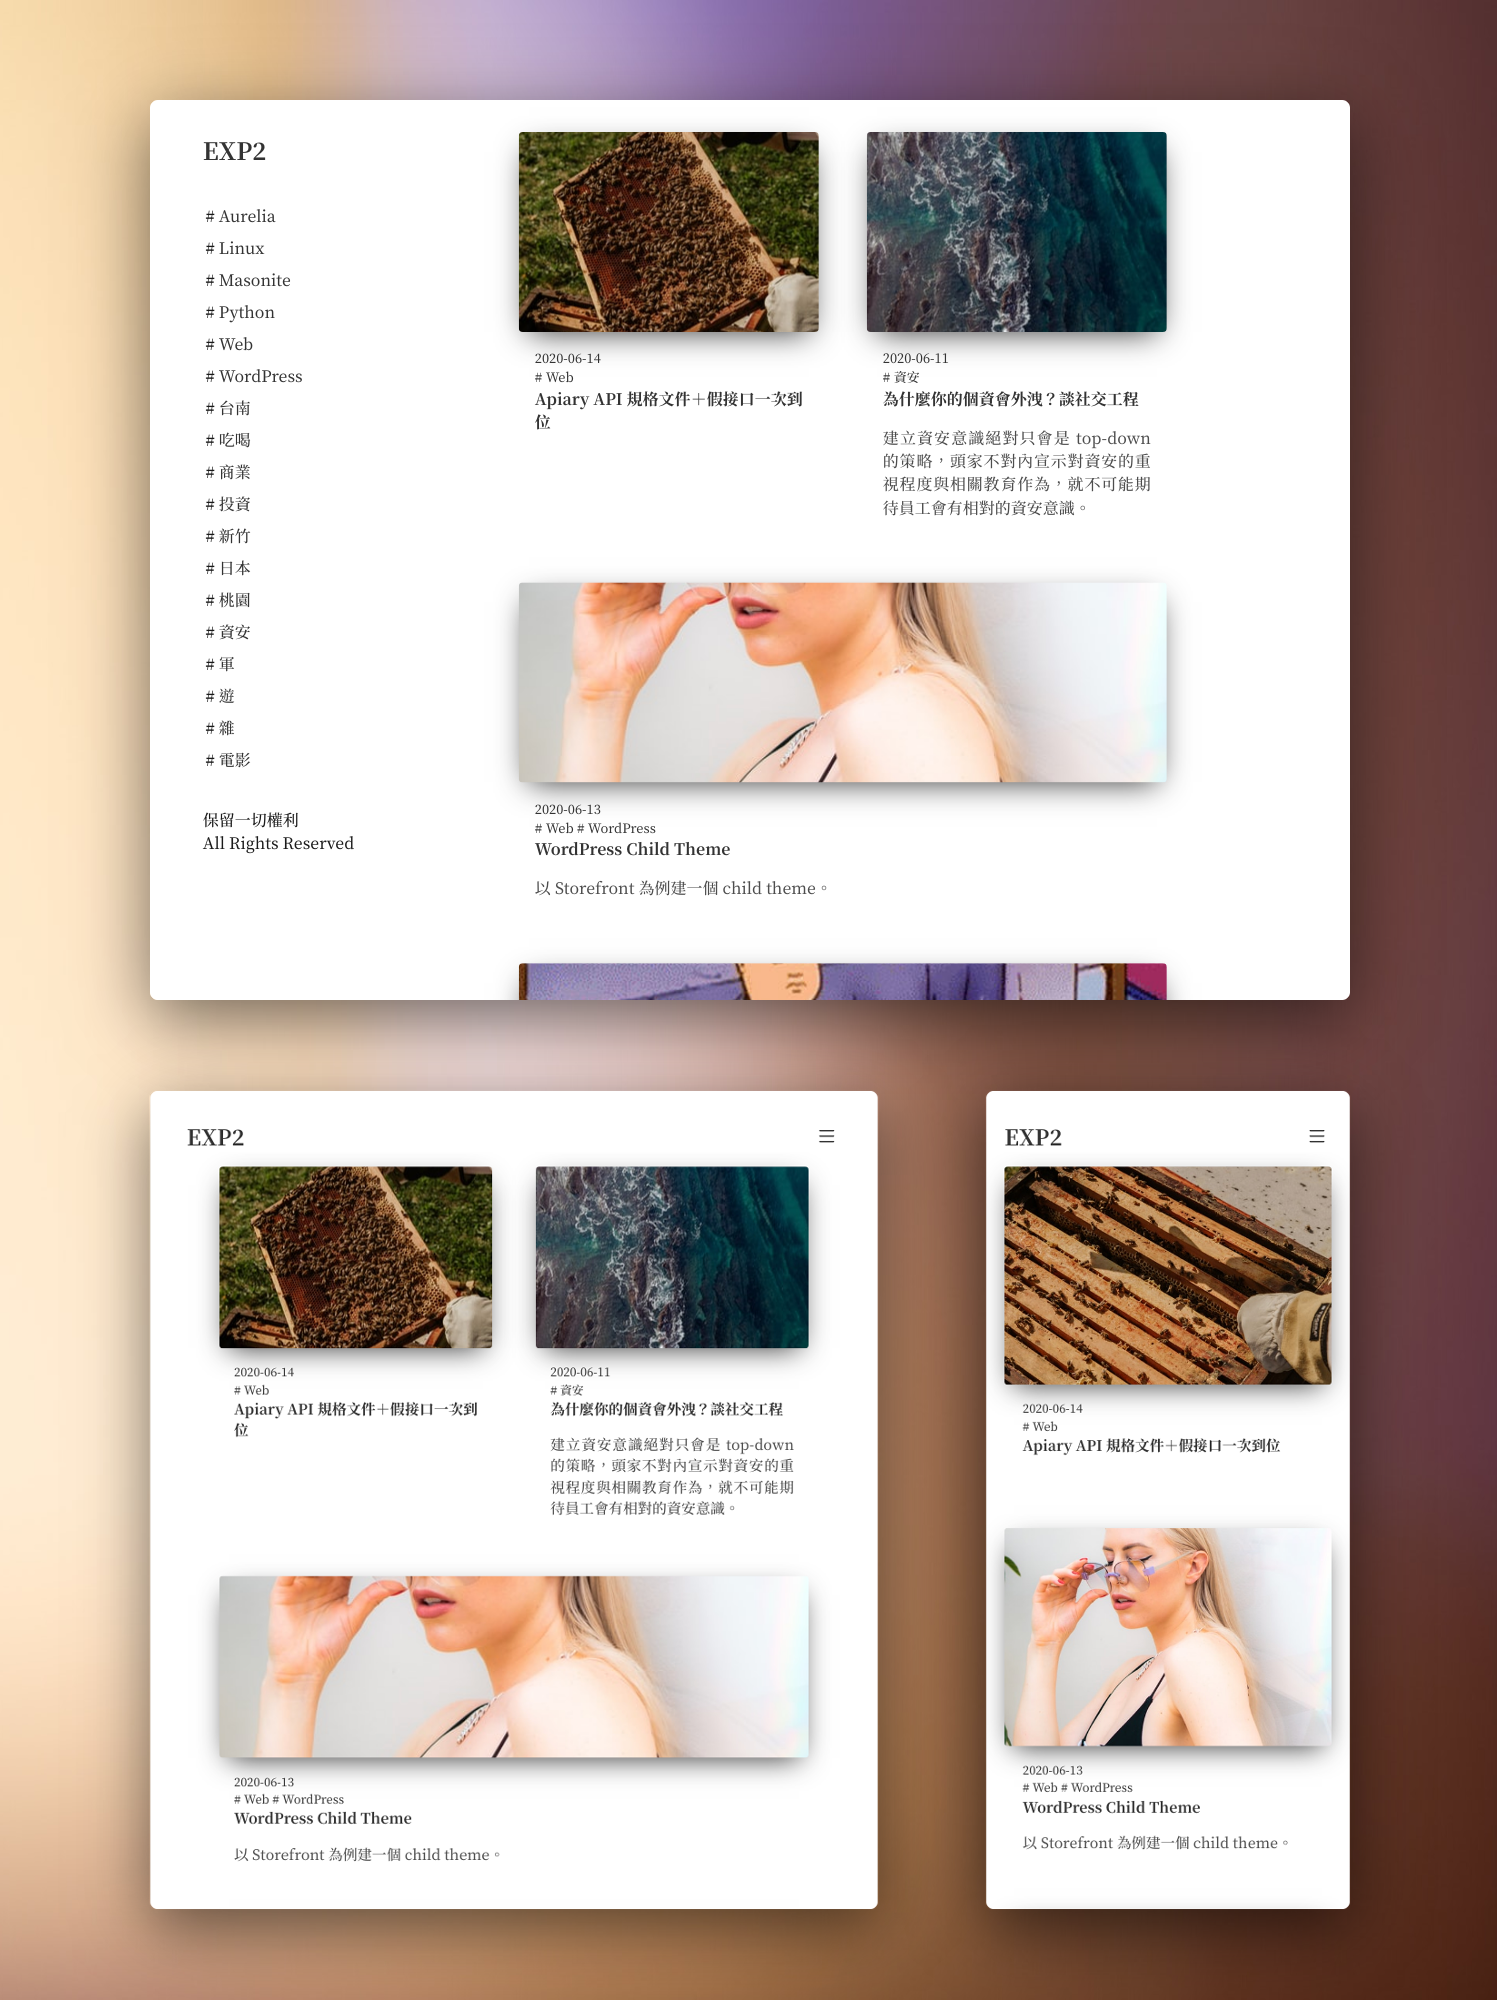 EXP2
# Aurelia
# Linux
# Masonite
# Python
# Web
# WordPress
# 台南
# 吃喝
# 商業
# 投資
# 新竹
# 日本
# 桃園
# 資安
# 軍
# 遊
# 雜
# 電影
保留一切權利
All Rights Reserved
2020-06-14
# Web
Apiary API 規格文件＋假接口一次到
位
2020-06-11
# 資安
為什麼你的個資會外洩？談社交工程
建立資安意識絕對只會是 top-down
的策略，頭家不對內宣示對資安的重
視程度與相關教育作為，就不可能期
待員工會有相對的資安意識。
2020-06-13
# Web # WordPress
WordPress Child Theme
以 Storefront 為例建一個 child theme。
EXP2
2020-06-14
# Web
Apiary API 規格文件＋假接口一次到
位
2020-06-11
# 資安
為什麼你的個資會外洩？談社交工程
建立資安意識絕對只會是 top-down
的策略，頭家不對內宣示對資安的重
視程度與相關教育作為，就不可能期
待員工會有相對的資安意識。
2020-06-13
# Web # WordPress
WordPress Child Theme
以 Storefront 為例建一個 child theme。
EXP2
2020-06-14
# Web
Apiary API 規格文件＋假接口一次到位
2020-06-13
# Web # WordPress
WordPress Child Theme
以 Storefront 為例建一個 child theme。